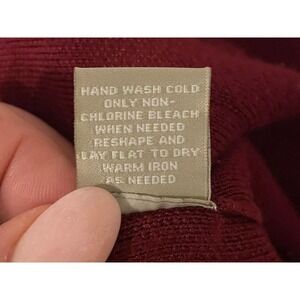 HAND WASH COLD
ONLY NON-
CHLORINE BLEACH
WHEN NEEDED
RESHAPE AND
LAY FLAT TO DRY
WARM IRON
AS NEEDED